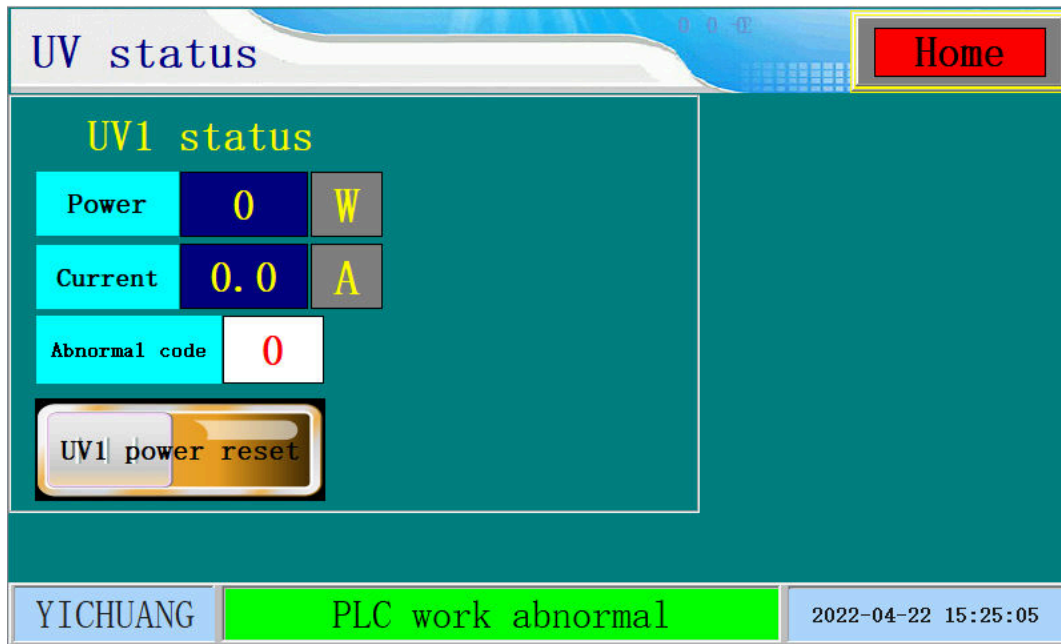 UV status
Home
UV1 status
Power 0 W
Current 0.0 A
Abnormal code 0
UV1 power reset
YICHUANG PLC work abnormal 2022-04-22 15:25:05